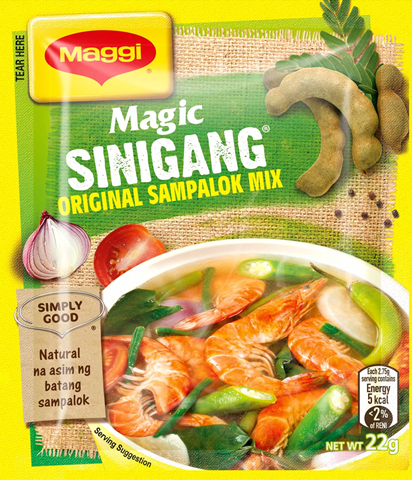 TEAR HERE
Maggi ®
Magic
SINIGANG®
ORIGINAL SAMPALOK MIX
SIMPLY
GOOD ®
Natural
na asim ng
batang
sampalok
Serving Suggestion
Each 2.75g
serving contains
Energy
5 kcal
<2%
of RENI
NET WT 22g